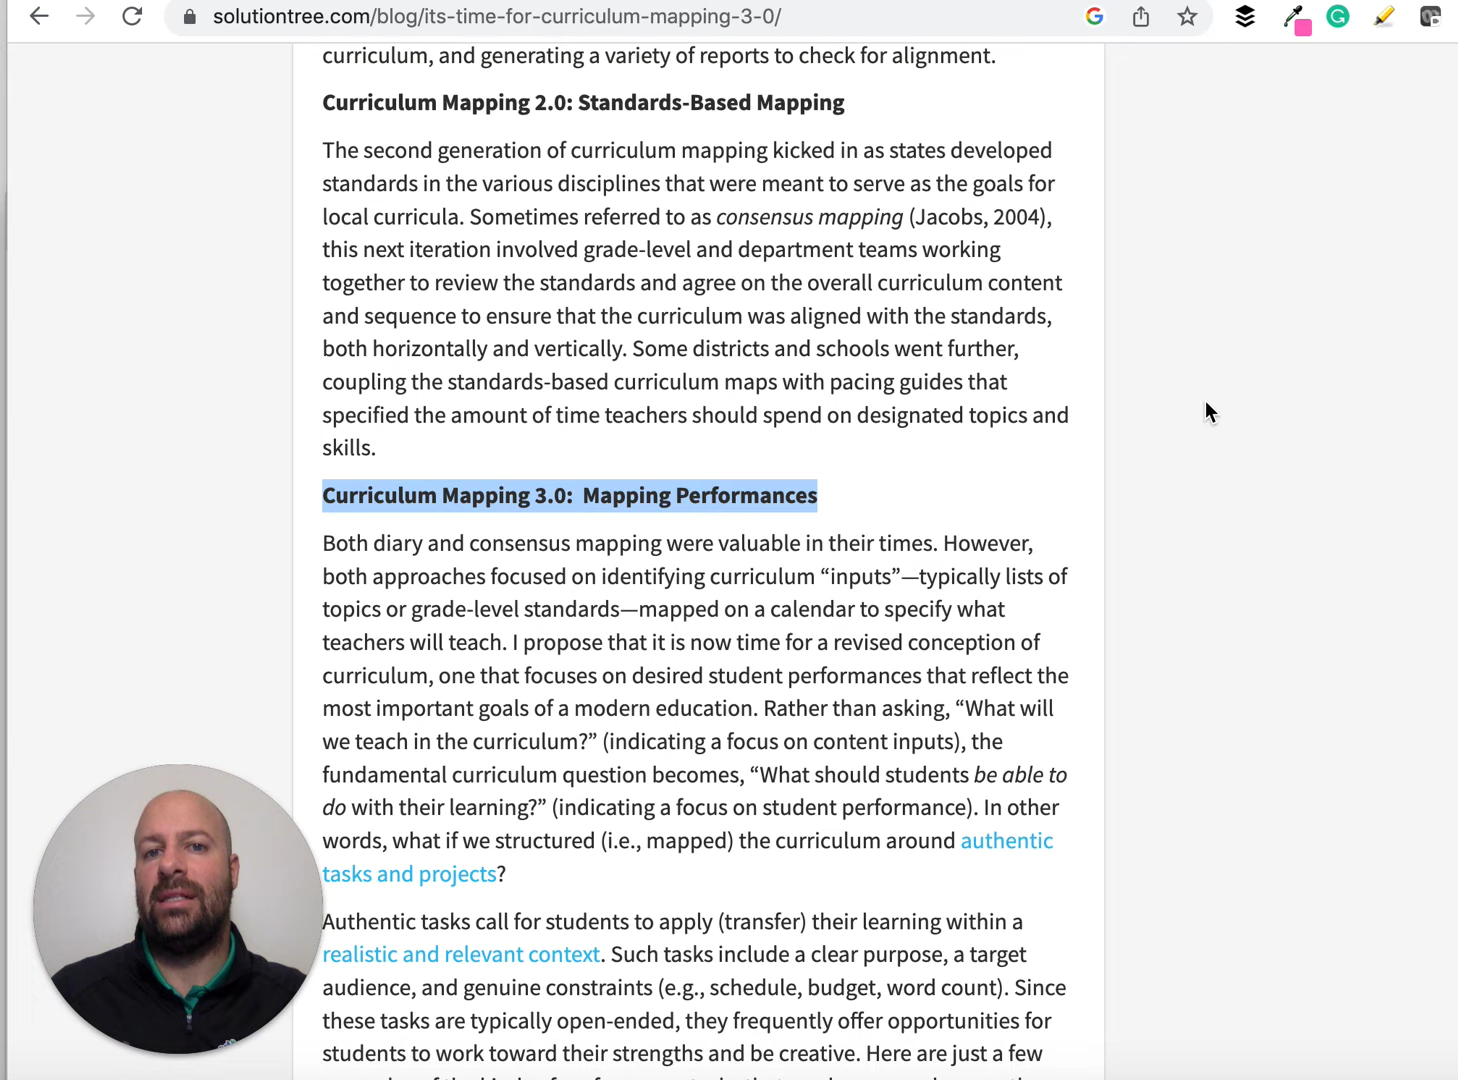 solutiontree.com/blog/its-time-for-curriculum-mapping-3-0/
curriculum, and generating a variety of reports to check for alignment.
Curriculum Mapping 2.0: Standards-Based Mapping
The second generation of curriculum mapping kicked in as states developed
standards in the various disciplines that were meant to serve as the goals for
local curricula. Sometimes referred to as consensus mapping (Jacobs, 2004),
this next iteration involved grade-level and department teams working
together to review the standards and agree on the overall curriculum content
and sequence to ensure that the curriculum was aligned with the standards,
both horizontally and vertically. Some districts and schools went further,
coupling the standards-based curriculum maps with pacing guides that
specified the amount of time teachers should spend on designated topics and
skills.
Curriculum Mapping 3.0:  Mapping Performances
Both diary and consensus mapping were valuable in their times. However,
both approaches focused on identifying curriculum “inputs”—typically lists of
topics or grade-level standards—mapped on a calendar to specify what
teachers will teach. I propose that it is now time for a revised conception of
curriculum, one that focuses on desired student performances that reflect the
most important goals of a modern education. Rather than asking, “What will
we teach in the curriculum?” (indicating a focus on content inputs), the
fundamental curriculum question becomes, “What should students be able to
do with their learning?” (indicating a focus on student performance). In other
words, what if we structured (i.e., mapped) the curriculum around authentic
tasks and projects?
Authentic tasks call for students to apply (transfer) their learning within a
realistic and relevant context. Such tasks include a clear purpose, a target
audience, and genuine constraints (e.g., schedule, budget, word count). Since
these tasks are typically open-ended, they frequently offer opportunities for
students to work toward their strengths and be creative. Here are just a few